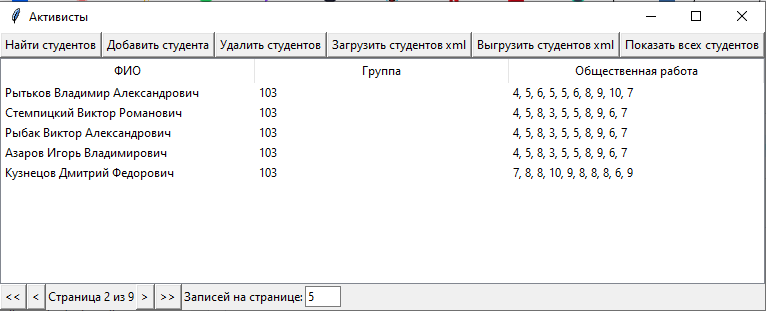 Активисты
Найти студентов Добавить студента Удалить студентов Загрузить студентов xml Выгрузить студентов xml Показать всех студентов
ФИО Группа Общественная работа
Рытьков Владимир Александрович 103 4, 5, 6, 5, 5, 6, 8, 9, 10, 7
Стемпицкий Виктор Романович 103 4, 5, 8, 3, 5, 5, 8, 9, 6, 7
Рыбак Виктор Александрович 103 4, 5, 8, 3, 5, 5, 8, 9, 6, 7
Азаров Игорь Владимирович 103 4, 5, 8, 3, 5, 5, 8, 9, 6, 7
Кузнецов Дмитрий Федорович 103 7, 8, 8, 10, 9, 8, 8, 8, 6, 9
<< < Страница 2 из 9 > >> Записей на странице: 5